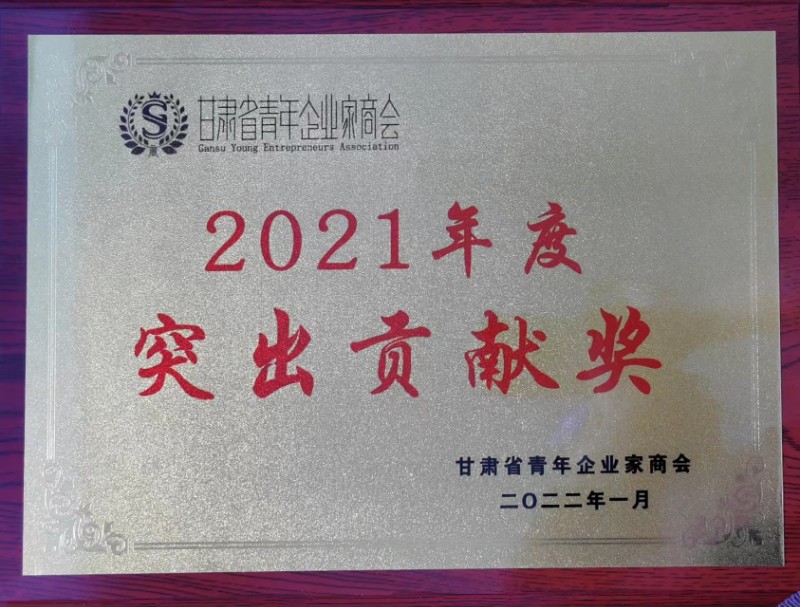 甘肃省青年企业家商会
Gansu Young Entrepreneurs Association
2021年度
突出贡献奖
甘肃省青年企业家商会
二〇二二年一月